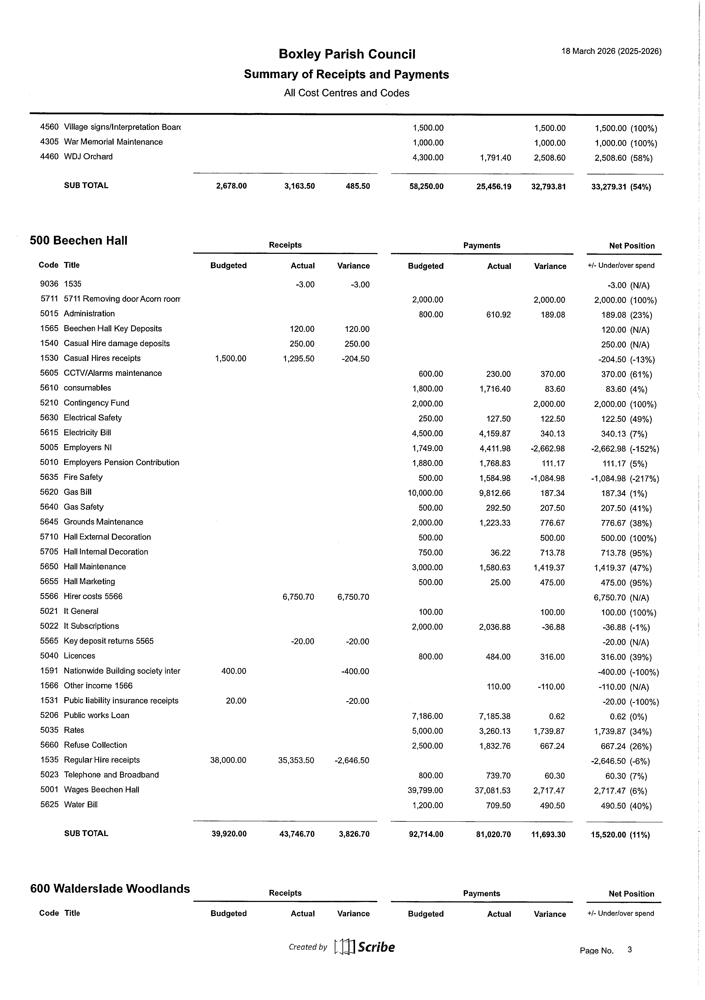 Boxley Parish Council
18 March 2026 (2025-2026)
Summary of Receipts and Payments
All Cost Centres and Codes
4560 Village signs/Interpretation Board 1,500.00 1,500.00 1,500.00 (100%)
4305 War Memorial Maintenance 1,000.00 1,000.00 1,000.00 (100%)
4460 WDJ Orchard 4,300.00 1,791.40 2,508.60 2,508.60 (58%)
SUB TOTAL 2,678.00 3,163.50 485.50 58,250.00 25,456.19 32,793.81 33,279.31 (54%)
500 Beechen Hall Receipts Payments Net Position
Code Title Budgeted Actual Variance Budgeted Actual Variance +/- Under/over spend
9036 1535 -3.00 -3.00 -3.00 (N/A)
5711 5711 Removing door Acorn room 2,000.00 2,000.00 2,000.00 (100%)
5015 Administration 800.00 610.92 189.08 189.08 (23%)
1565 Beechen Hall Key Deposits 120.00 120.00 120.00 (N/A)
1540 Casual Hire damage deposits 250.00 250.00 250.00 (N/A)
1530 Casual Hires receipts 1,500.00 1,295.50 -204.50 -204.50 (-13%)
5605 CCTV/Alarms maintenance 600.00 230.00 370.00 370.00 (61%)
5610 consumables 1,800.00 1,716.40 83.60 83.60 (4%)
5210 Contingency Fund 2,000.00 2,000.00 2,000.00 (100%)
5630 Electrical Safety 250.00 127.50 122.50 122.50 (49%)
5615 Electricity Bill 4,500.00 4,159.87 340.13 340.13 (7%)
5005 Employers NI 1,749.00 4,411.98 -2,662.98 -2,662.98 (-152%)
5010 Employers Pension Contribution 1,880.00 1,768.83 111.17 111.17 (5%)
5635 Fire Safety 500.00 1,584.98 -1,084.98 -1,084.98 (-217%)
5620 Gas Bill 10,000.00 9,812.66 187.34 187.34 (1%)
5640 Gas Safety 500.00 292.50 207.50 207.50 (41%)
5645 Grounds Maintenance 2,000.00 1,223.33 776.67 776.67 (38%)
5710 Hall External Decoration 500.00 500.00 500.00 (100%)
5705 Hall Internal Decoration 750.00 36.22 713.78 713.78 (95%)
5650 Hall Maintenance 3,000.00 1,580.63 1,419.37 1,419.37 (47%)
5655 Hall Marketing 500.00 25.00 475.00 475.00 (95%)
5566 Hirer costs 5566 6,750.70 6,750.70 6,750.70 (N/A)
5021 It General 100.00 100.00 100.00 (100%)
5022 It Subscriptions 2,000.00 2,036.88 -36.88 -36.88 (-1%)
5565 Key deposit returns 5565 -20.00 -20.00 -20.00 (N/A)
5040 Licences 800.00 484.00 316.00 316.00 (39%)
1591 Nationwide Building society inter 400.00 -400.00 -400.00 (-100%)
1566 Other income 1566 110.00 -110.00 -110.00 (N/A)
1531 Pubic liability insurance receipts 20.00 -20.00 -20.00 (-100%)
5206 Public works Loan 7,186.00 7,185.38 0.62 0.62 (0%)
5035 Rates 5,000.00 3,260.13 1,739.87 1,739.87 (34%)
5660 Refuse Collection 2,500.00 1,832.76 667.24 667.24 (26%)
1535 Regular Hire receipts 38,000.00 35,353.50 -2,646.50 -2,646.50 (-6%)
5023 Telephone and Broadband 800.00 739.70 60.30 60.30 (7%)
5001 Wages Beechen Hall 39,799.00 37,081.53 2,717.47 2,717.47 (6%)
5625 Water Bill 1,200.00 709.50 490.50 490.50 (40%)
SUB TOTAL 39,920.00 43,746.70 3,826.70 92,714.00 81,020.70 11,693.30 15,520.00 (11%)
600 Walderslade Woodlands Receipts Payments Net Position
Code Title Budgeted Actual Variance Budgeted Actual Variance +/- Under/over spend
Created by Scribe
Page No. 3